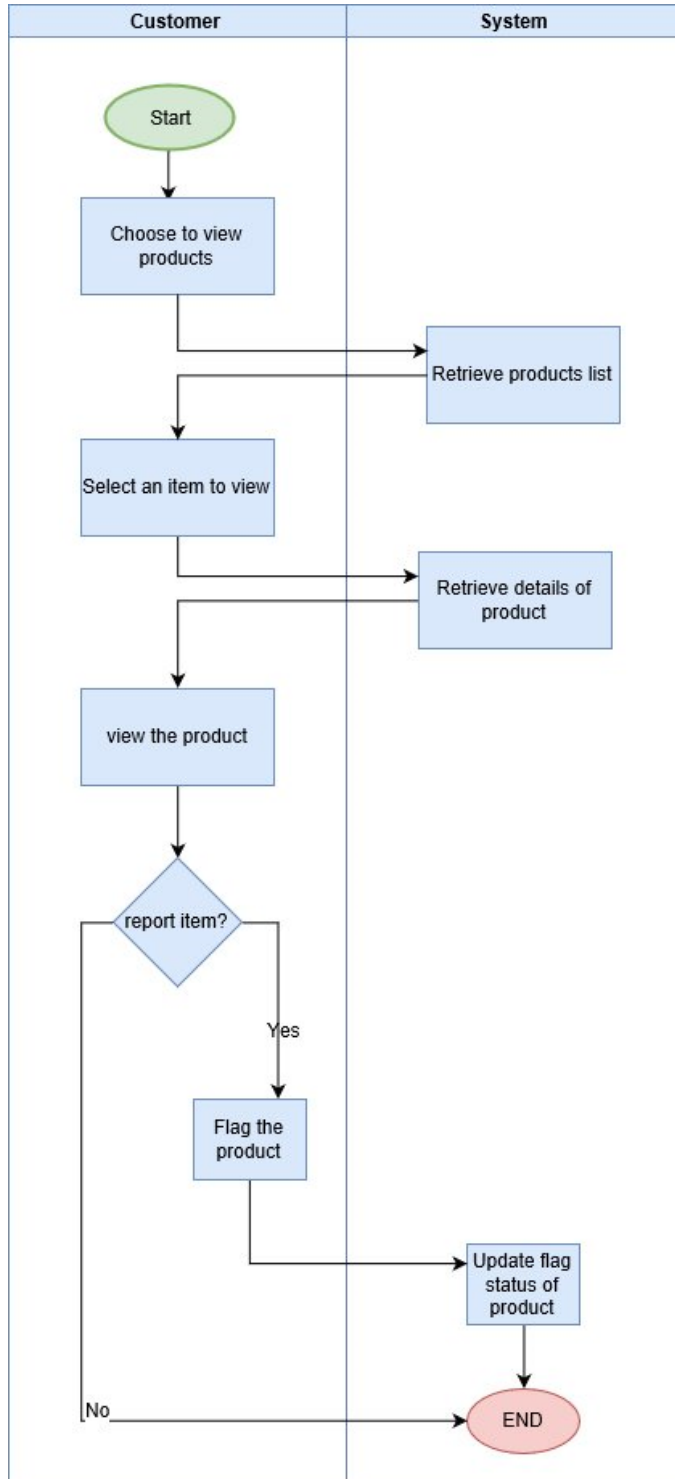 Customer
System
Start
Choose to view
products
Retrieve products list
Select an item to view
Retrieve details of
product
view the product
report item?
Yes
Flag the
product
Update flag
status of
product
No
END